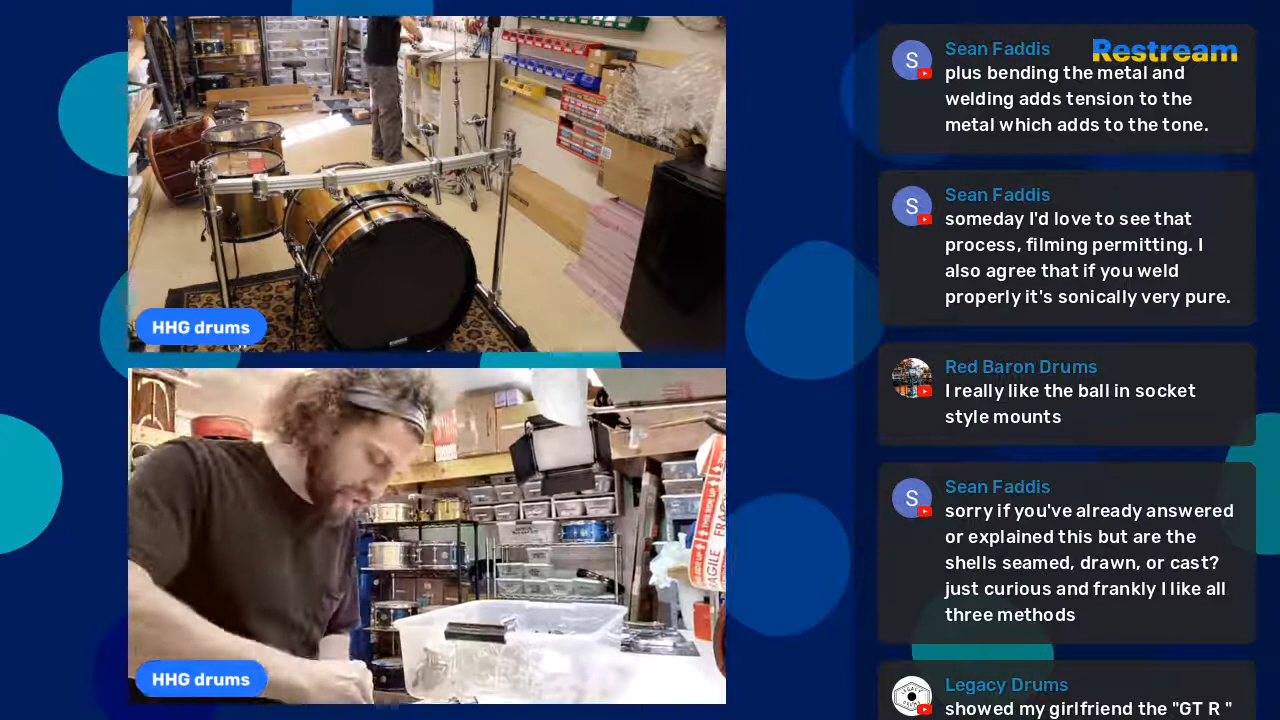 HHG drums
HHG drums
Restream
S
Sean Faddis
plus bending the metal and
welding adds tension to the
metal which adds to the tone.
S
Sean Faddis
someday I'd love to see that
process, filming permitting. I
also agree that if you weld
properly it's sonically very pure.
Red Baron Drums
I really like the ball in socket
style mounts
S
Sean Faddis
sorry if you've already answered
or explained this but are the
shells seamed, drawn, or cast?
just curious and frankly I like all
three methods
Legacy Drums
showed my girlfriend the "GT R "
THIS SIDE UP
FRAGILE